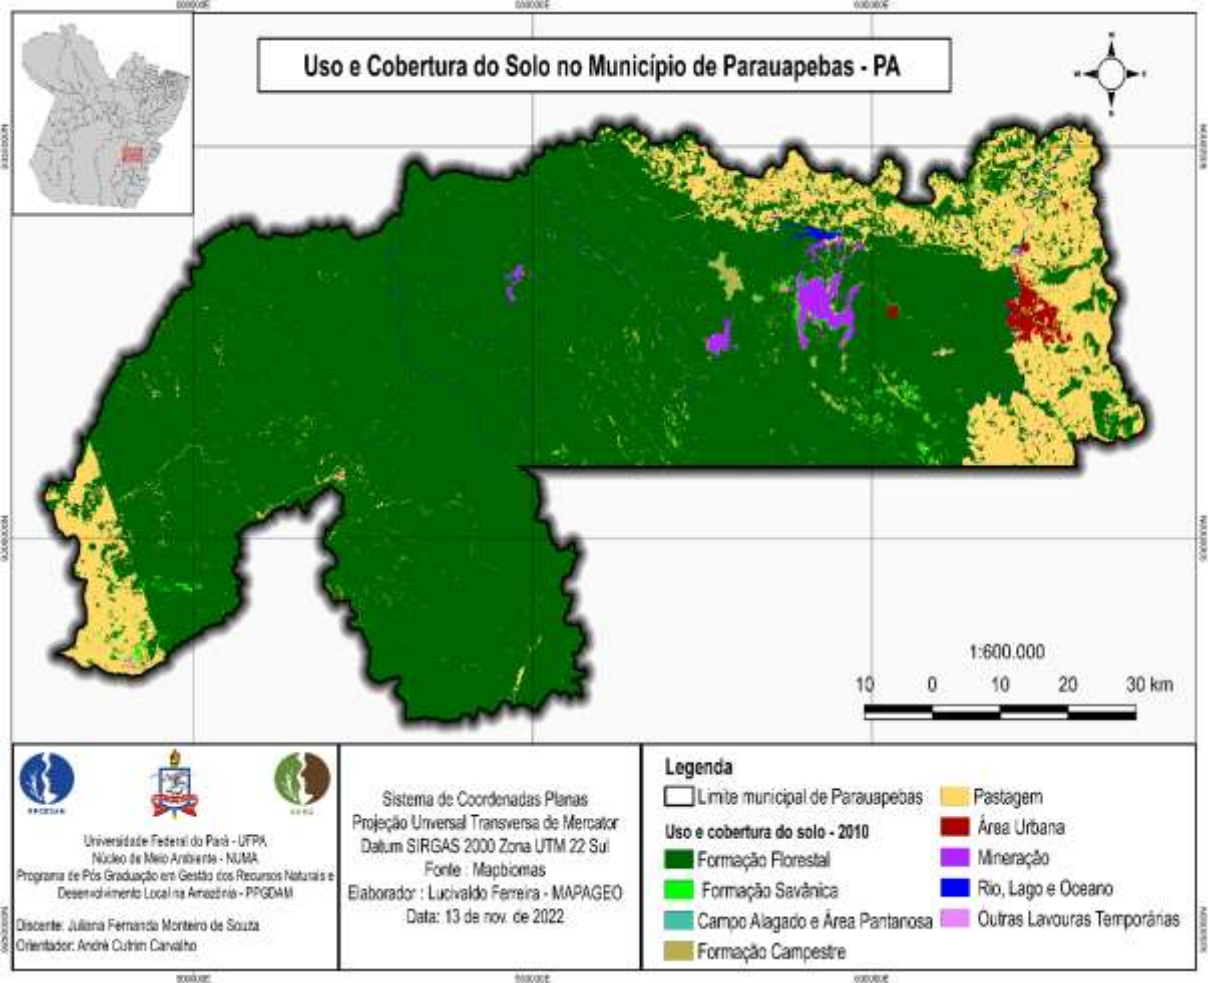 Uso e Cobertura do Solo no Município de Parauapebas - PA
N
W
E
S
1:600.000
10 0 10 20 30 km
PPGEDAM
NUMA
Universidade Federal do Pará - UFPA
Núcleo de Meio Ambiente - NUMA
Programa de Pós Graduação em Gestão dos Recursos Naturais e
Desenvolvimento Local na Amazônia - PPGDAM
Discente: Juliana Fernanda Monteiro de Souza
Orientador: André Cutrim Carvalho
Sistema de Coordenadas Planas
Projeção Unversal Transversa de Mercator
Datum SIRGAS 2000 Zona UTM 22 Sul
Fonte : Mapbiomas
Elaborador : Lucivaldo Ferreira - MAPAGEO
Data: 13 de nov. de 2022
Legenda
Limite municipal de Parauapebas
Uso e cobertura do solo - 2010
Formação Florestal
Formação Savânica
Campo Alagado e Área Pantanosa
Formação Campestre
Pastagem
Área Urbana
Mineração
Rio, Lago e Oceano
Outras Lavouras Temporárias